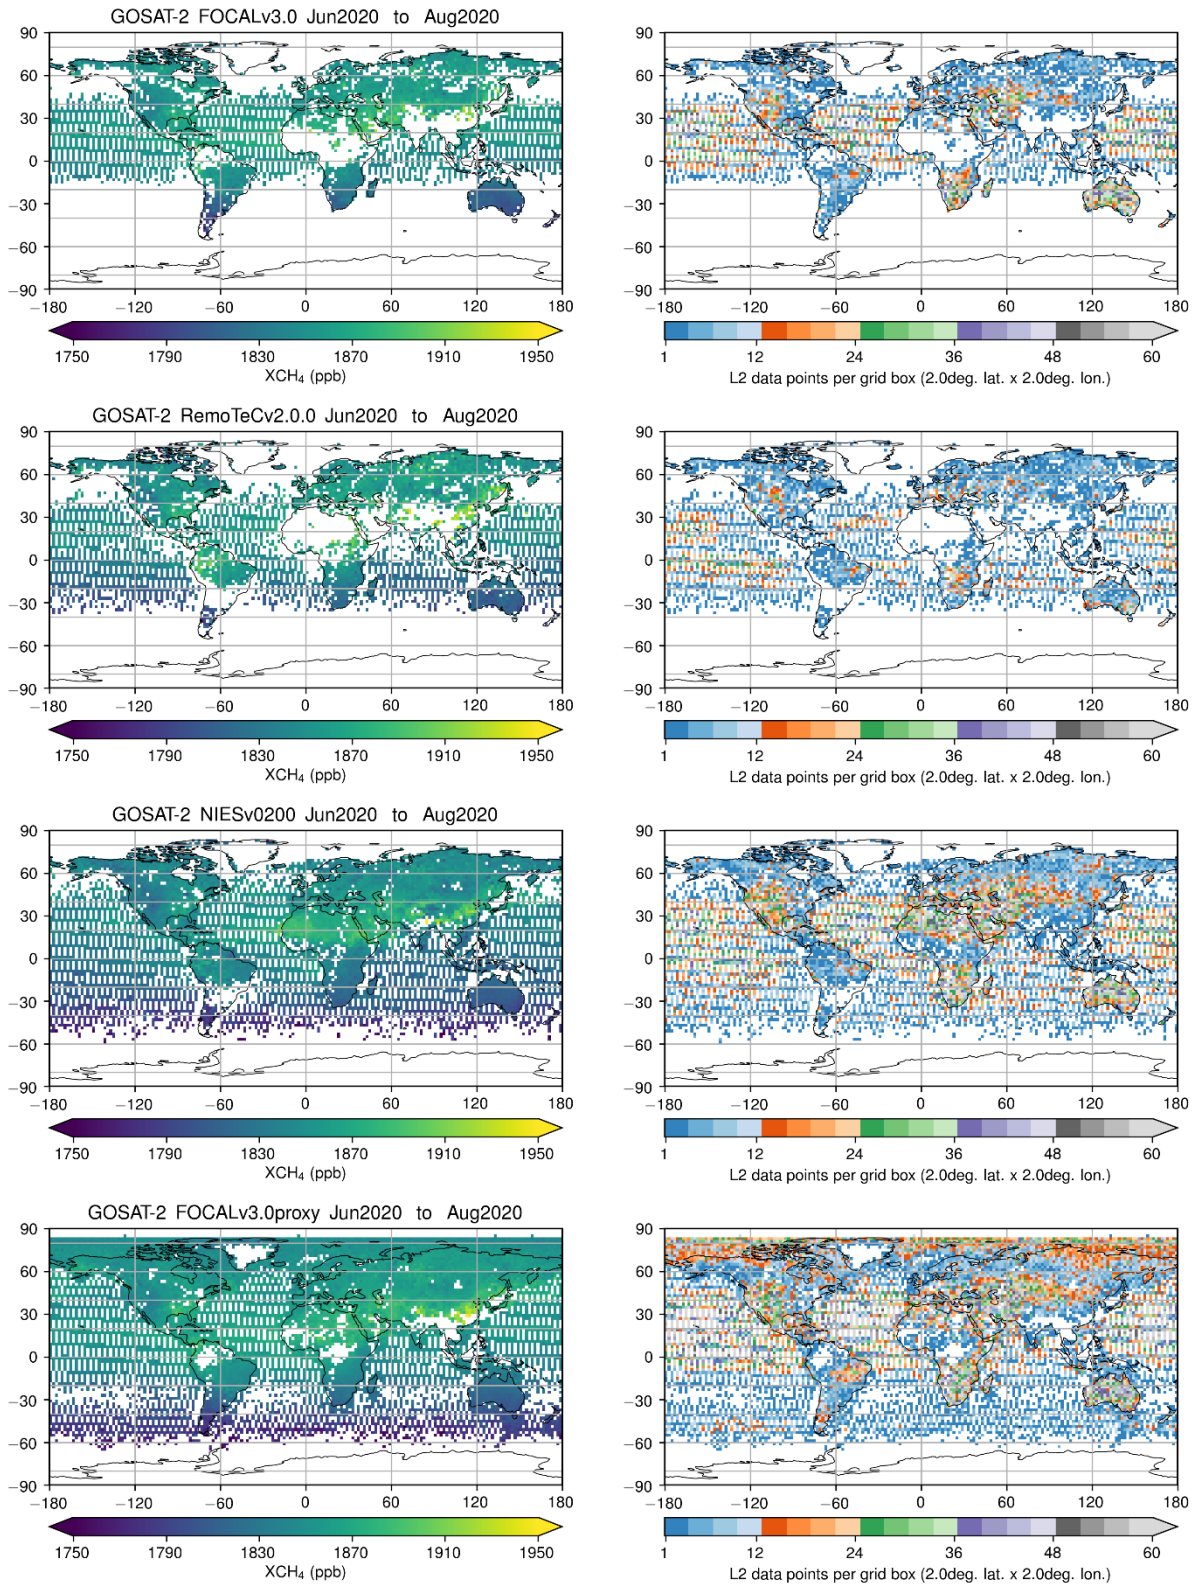 GOSAT-2 FOCALv3.0 Jun2020 to Aug2020
90
60
30
0
−30
−60
−90
−180 −120 −60 0 60 120 180
−180 −120 −60 0 60 120 180
90
60
30
0
−30
−60
−90
1750 1790 1830 1870 1910 1950
XCH₄ (ppb)
1 12 24 36 48 60
L2 data points per grid box (2.0deg. lat. x 2.0deg. lon.)
GOSAT-2 RemoTeCv2.0.0 Jun2020 to Aug2020
90
60
30
0
−30
−60
−90
−180 −120 −60 0 60 120 180
90
60
30
0
−30
−60
−90
−180 −120 −60 0 60 120 180
1750 1790 1830 1870 1910 1950
XCH₄ (ppb)
1 12 24 36 48 60
L2 data points per grid box (2.0deg. lat. x 2.0deg. lon.)
GOSAT-2 NIESv0200 Jun2020 to Aug2020
90
60
30
0
−30
−60
−90
−180 −120 −60 0 60 120 180
90
60
30
0
−30
−60
−90
−180 −120 −60 0 60 120 180
1750 1790 1830 1870 1910 1950
XCH₄ (ppb)
1 12 24 36 48 60
L2 data points per grid box (2.0deg. lat. x 2.0deg. lon.)
GOSAT-2 FOCALv3.0proxy Jun2020 to Aug2020
90
60
30
0
−30
−60
−90
−180 −120 −60 0 60 120 180
90
60
30
0
−30
−60
−90
−180 −120 −60 0 60 120 180
1750 1790 1830 1870 1910 1950
XCH₄ (ppb)
1 12 24 36 48 60
L2 data points per grid box (2.0deg. lat. x 2.0deg. lon.)